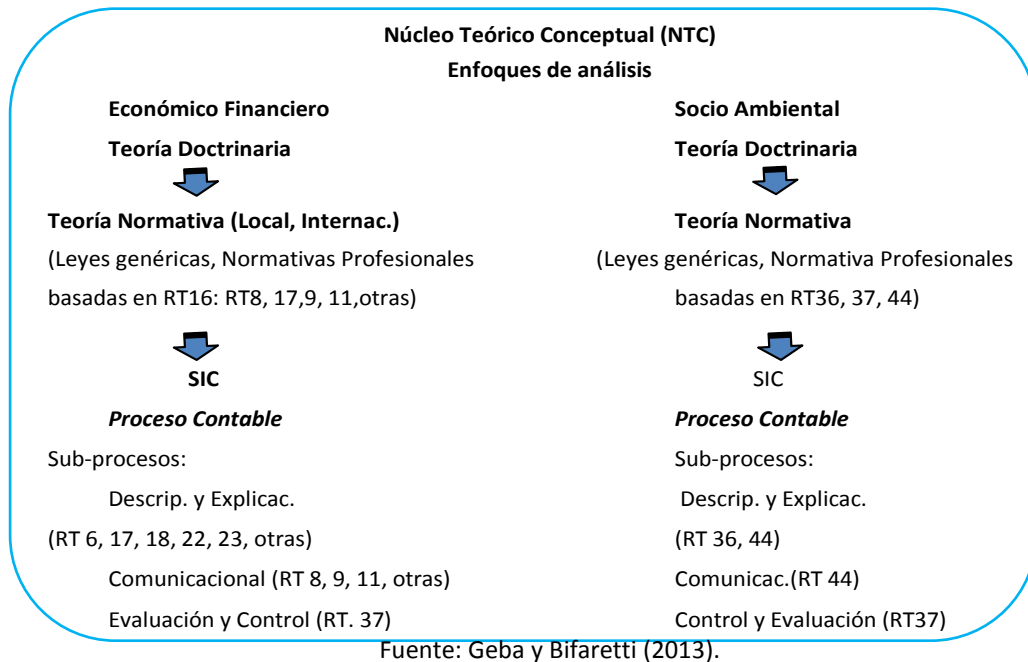 Núcleo Teórico Conceptual (NTC)
Enfoques de análisis
Económico Financiero
Teoría Doctrinaria
Teoría Normativa (Local, Internac.)
(Leyes genéricas, Normativas Profesionales
basadas en RT16: RT8, 17,9, 11,otras)
SIC
Proceso Contable
Sub-procesos:
Descrip. y Explicac.
(RT 6, 17, 18, 22, 23, otras)
Comunicacional (RT 8, 9, 11, otras)
Evaluación y Control (RT. 37)
Socio Ambiental
Teoría Doctrinaria
Teoría Normativa
(Leyes genéricas, Normativa Profesionales
basadas en RT36, 37, 44)
SIC
Proceso Contable
Sub-procesos:
Descrip. y Explicac.
(RT 36, 44)
Comunicac.(RT 44)
Control y Evaluación (RT37)
Fuente: Geba y Bifaretti (2013).